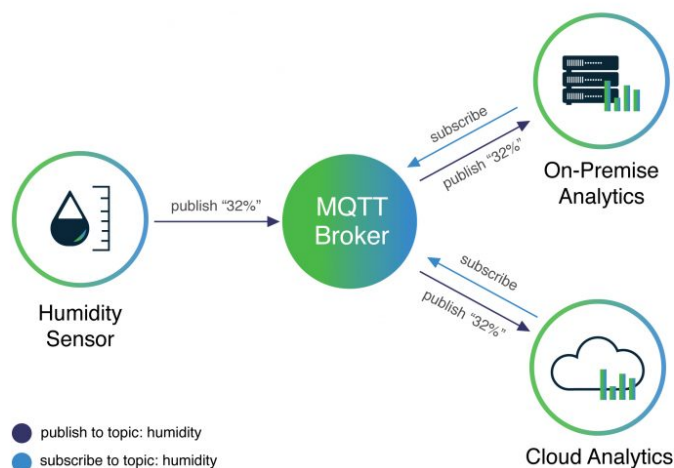 publish "32%"
Humidity
Sensor
MQTT
Broker
subscribe
publish "32%"
On-Premise
Analytics
subscribe
publish "32%"
Cloud Analytics
publish to topic: humidity
subscribe to topic: humidity